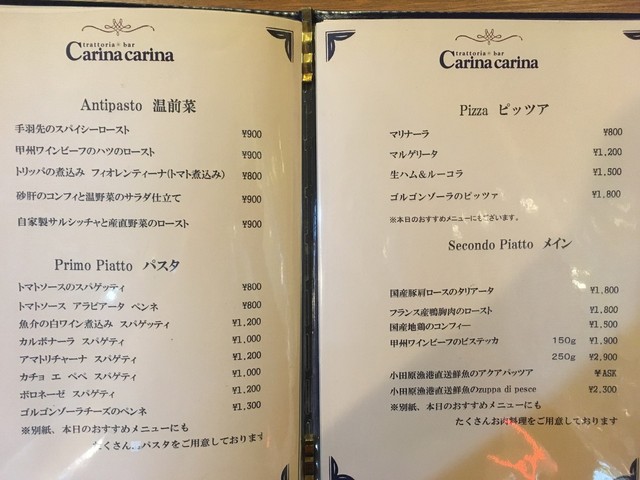 trattoria bar
Carina carina
Antipasto 温前菜
手羽先のスパイシーロースト ¥900
甲州ワインビーフのハツのロースト ¥900
トリッパの煮込み フィオレンティーナ(トマト煮込み) ¥800
砂肝のコンフィと温野菜のサラダ仕立て ¥900
自家製サルシッチャと産直野菜のロースト ¥900
Primo Piatto パスタ
トマトソースのスパゲッティ ¥800
トマトソース アラビアータ ペンネ ¥800
魚介の白ワイン煮込み スパゲッティ ¥1,200
カルボナーラ スパゲティ ¥1,000
アマトリチャーナ スパゲティ ¥1,200
カチョ エ ペペ スパゲティ ¥1,000
ボロネーゼ スパゲティ ¥1,200
ゴルゴンゾーラチーズのペンネ ¥1,300
※別紙、本日のおすすめメニューにも
たくさんパスタをご用意しております
trattoria bar
Carina carina
Pizza ピッツア
マリナーラ ¥800
マルゲリータ ¥1,200
生ハム&ルーコラ ¥1,500
ゴルゴンゾーラのピッツァ ¥1,800
※本日のおすすめメニューにもございます。
Secondo Piatto メイン
国産豚肩ロースのタリアータ ¥1,800
フランス産鴨胸肉のロースト ¥1,800
国産地鶏のコンフィー ¥1,500
甲州ワインビーフのビステッカ 150g ¥1,900
250g ¥2,900
小田原漁港直送鮮魚のアクアパッツァ ¥ASK
小田原漁港直送鮮魚のzuppa di pesce ¥2,300
※別紙、本日のおすすめメニューにも
たくさんお肉料理をご用意しております